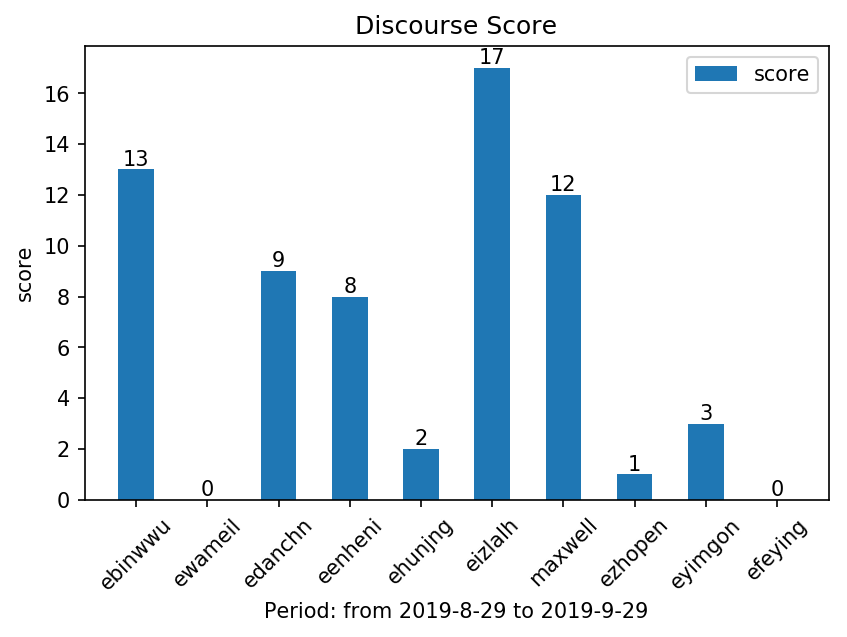 Discourse Score
score
17
13
12
9
8
3
2
1
0
0
16
14
12
10
8
6
4
2
0
score
ebinwwu
ewameil
edanchn
eenheni
ehunjng
eizlalh
maxwell
ezhopen
eyimgon
efeying
Period: from 2019-8-29 to 2019-9-29